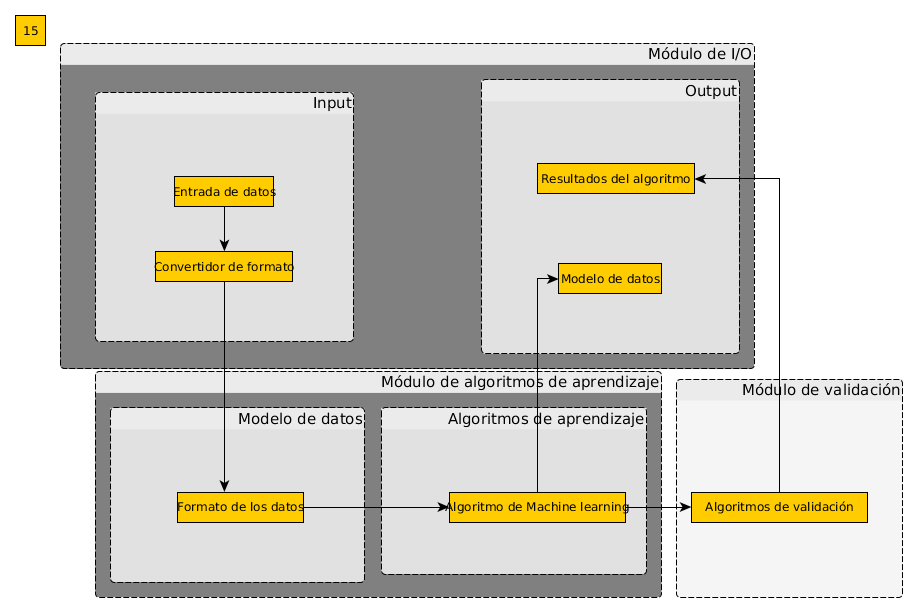 15
Módulo de I/O
Input
Output
Entrada de datos
Convertidor de formato
Resultados del algoritmo
Modelo de datos
Módulo de algoritmos de aprendizaje
Módulo de validación
Modelo de datos
Algoritmos de aprendizaje
Formato de los datos
Algoritmo de Machine learning
Algoritmos de validación